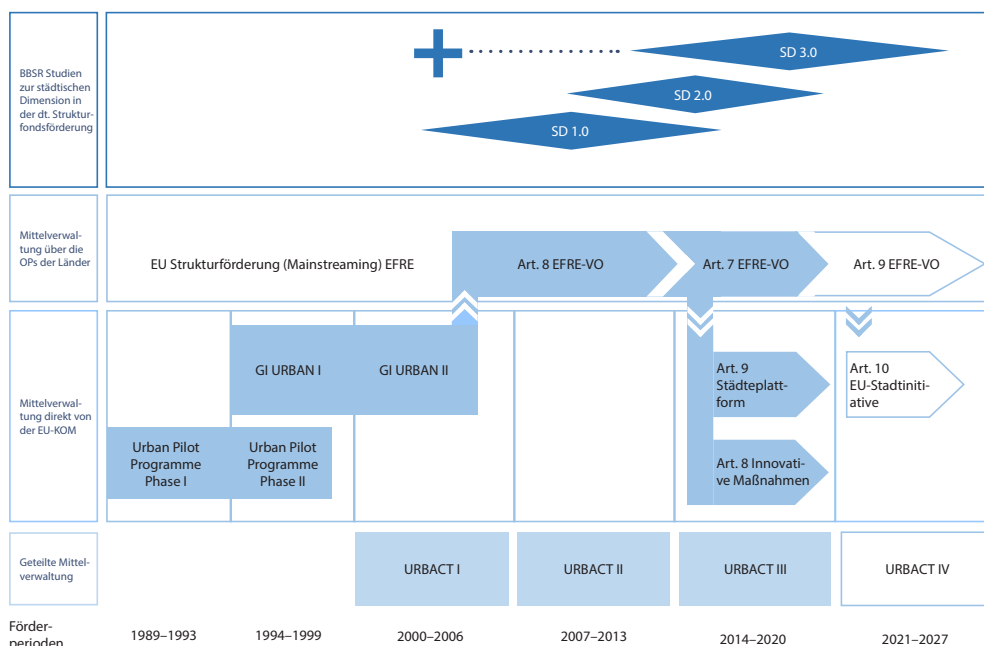 BBSR Studien
zur städtischen
Dimension in
der dt. Struktur-
fondsförderung
SD 3.0
SD 2.0
SD 1.0
Mittelverwal-
tung über die
OPs der Länder
EU Strukturförderung (Mainstreaming) EFRE
Art. 8 EFRE-VO
Art. 7 EFRE-VO
Art. 9 EFRE-VO
Mittelverwal-
tung direkt von
der EU-KOM
GI URBAN I
GI URBAN II
Art. 9
Städteplatt-
form
Art. 10
EU-Stadtiniti-
ative
Urban Pilot
Programme
Phase I
Urban Pilot
Programme
Phase II
Art. 8 Innovati-
ve Maßnahmen
Geteilte Mittel-
verwaltung
URBACT I
URBACT II
URBACT III
URBACT IV
Förder-
perioden
1989–1993
1994–1999
2000–2006
2007–2013
2014–2020
2021–2027